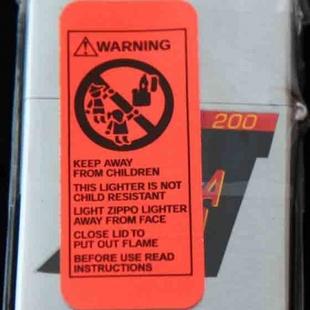 WARNING
200
KEEP AWAY
FROM CHILDREN
THIS LIGHTER IS NOT
CHILD RESISTANT
LIGHT ZIPPO LIGHTER
AWAY FROM FACE
CLOSE LID TO
PUT OUT FLAME
BEFORE USE READ
INSTRUCTIONS